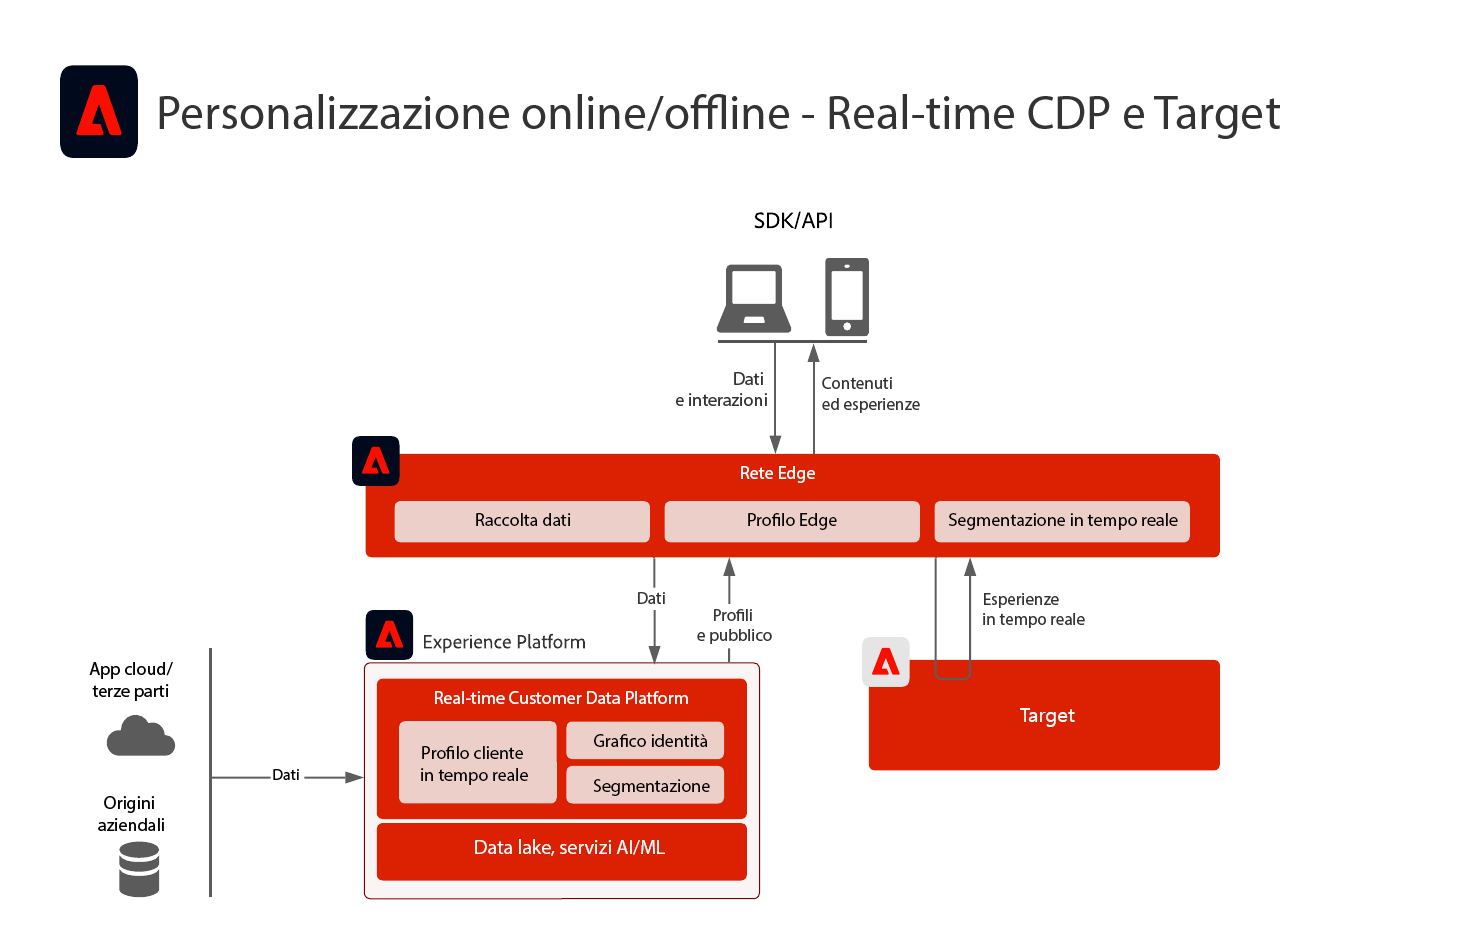 Personalizzazione online/offline - Real-time CDP e Target
SDK/API
Dati
e interazioni
Contenuti
ed esperienze
Rete Edge
Raccolta dati
Profilo Edge
Segmentazione in tempo reale
Dati
Profili
e pubblico
Esperienze
in tempo reale
Experience Platform
App cloud/
terze parti
Origini
aziendali
Dati
Real-time Customer Data Platform
Profilo cliente
in tempo reale
Grafico identità
Segmentazione
Data lake, servizi AI/ML
Target